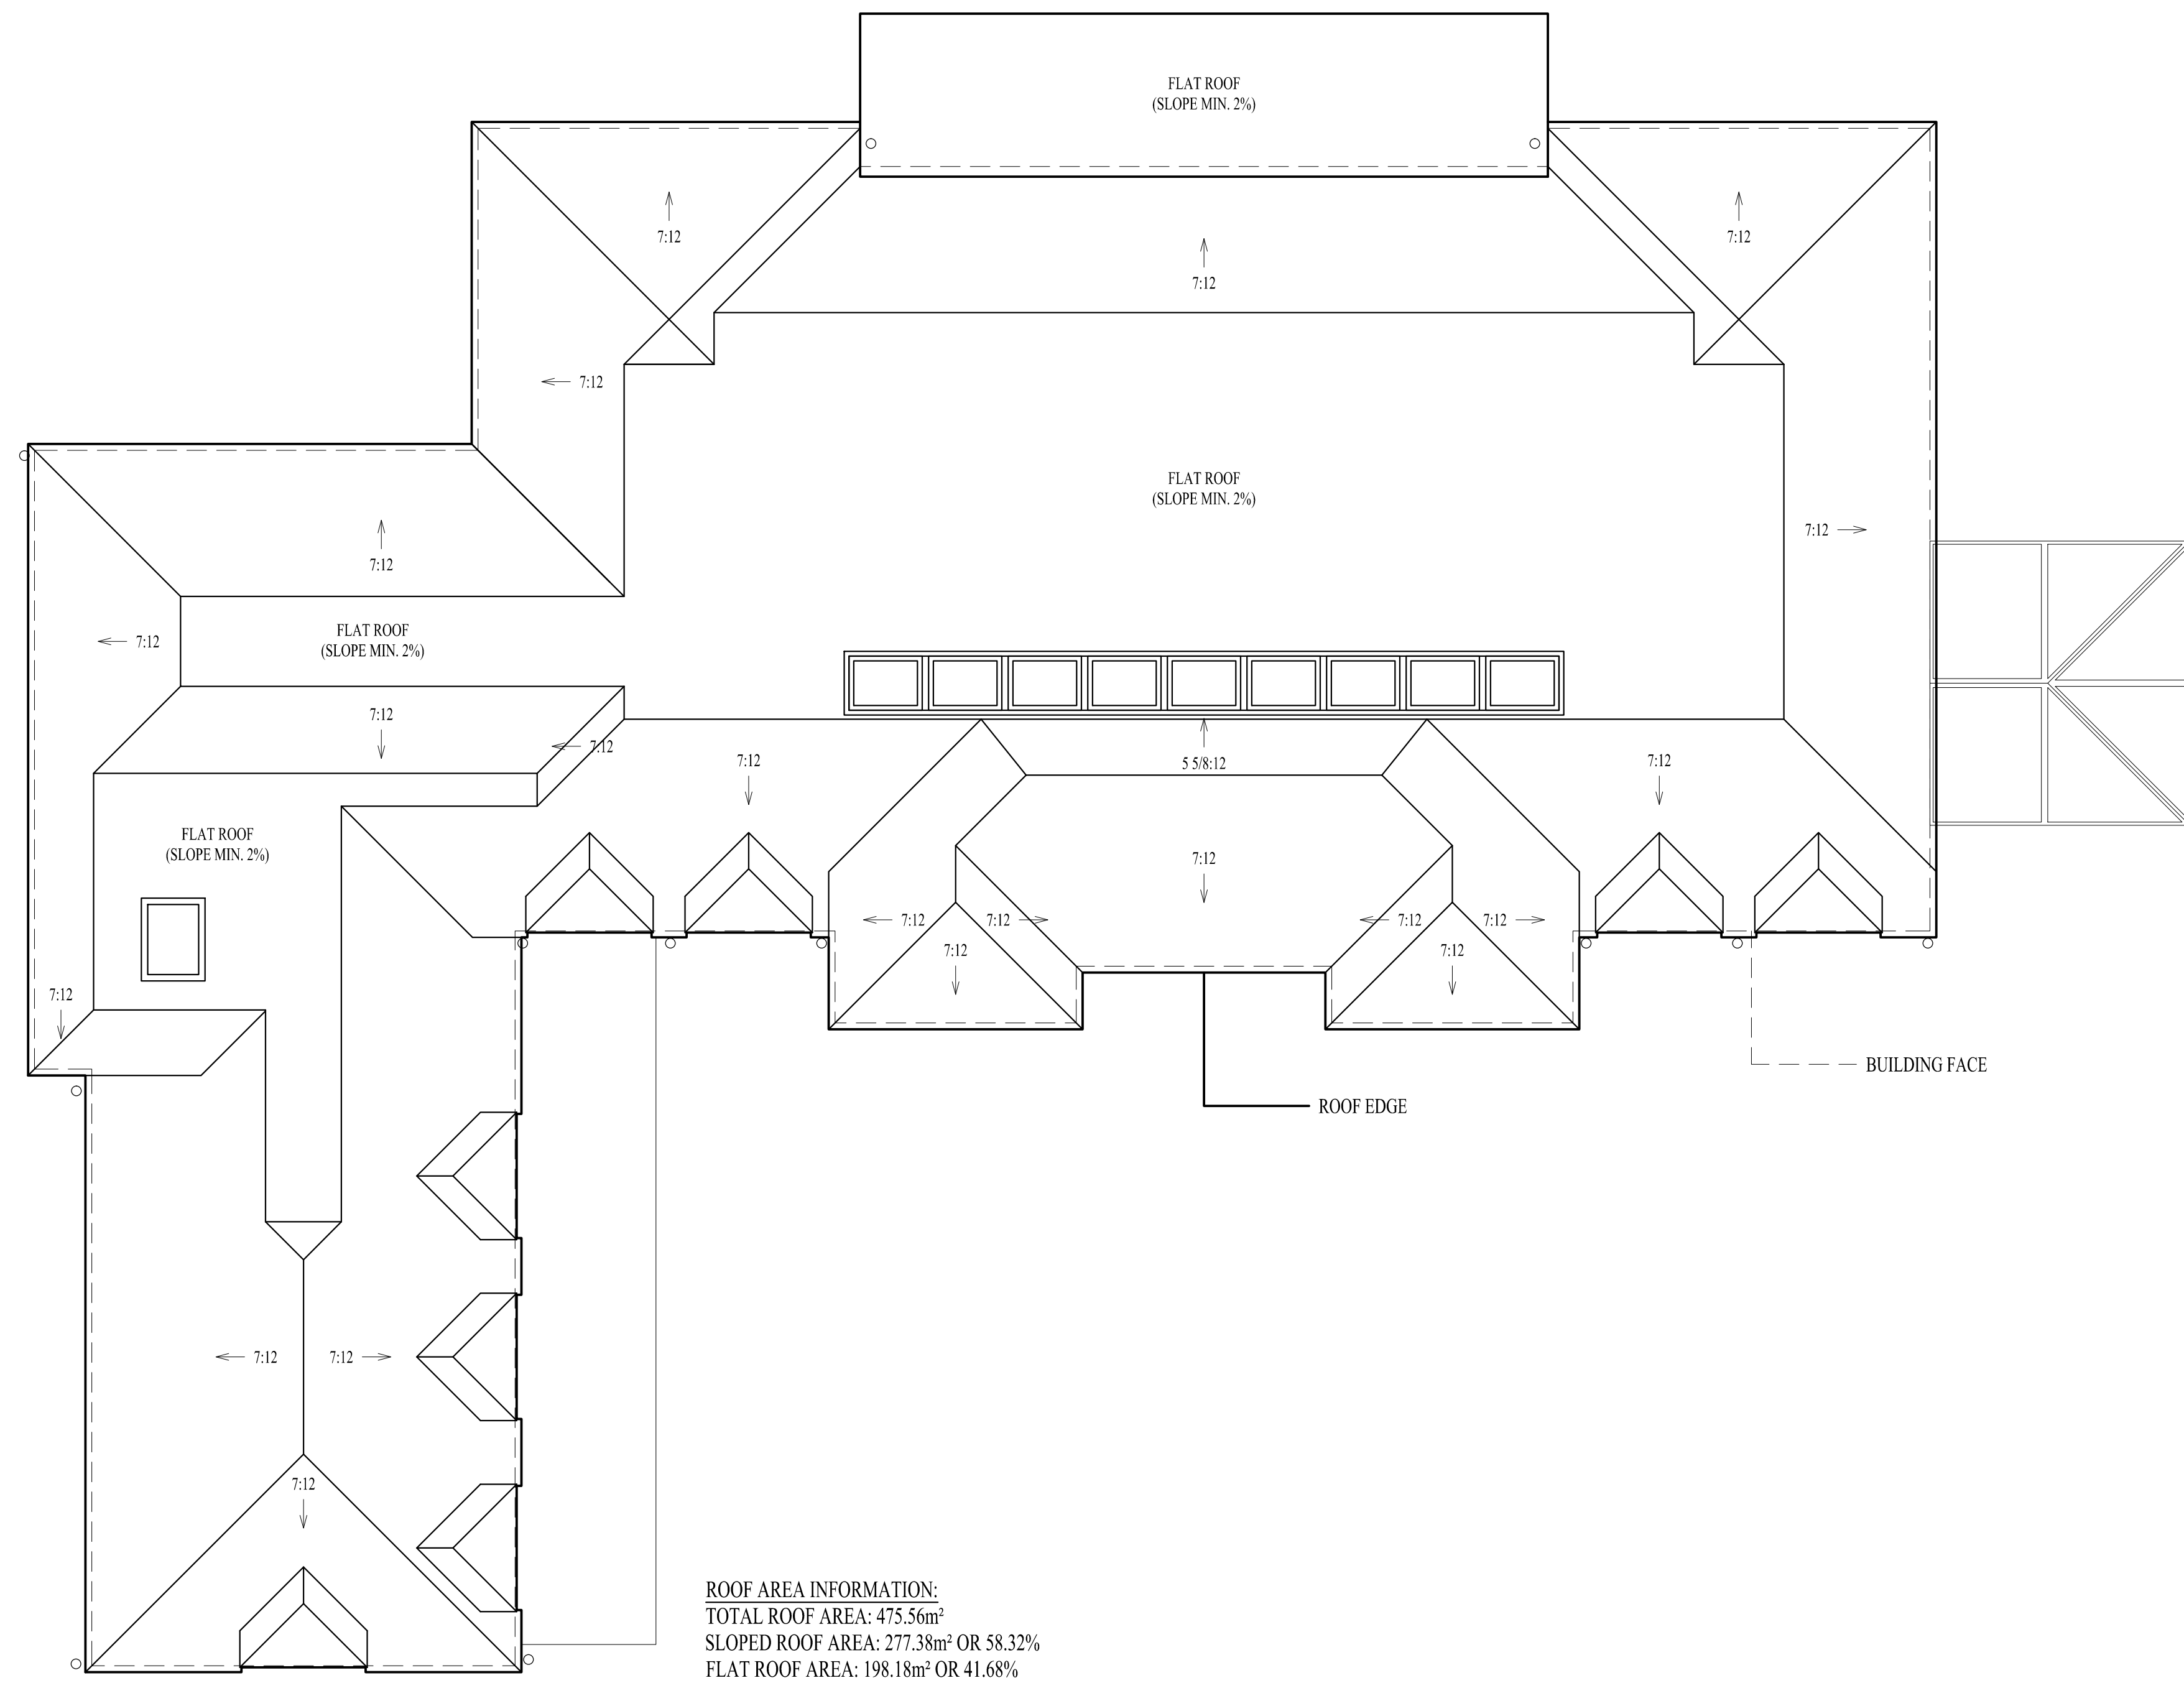 FLAT ROOF
(SLOPE MIN. 2%)
7:12
7:12
7:12
7:12
FLAT ROOF
(SLOPE MIN. 2%)
7:12
7:12
FLAT ROOF
(SLOPE MIN. 2%)
7:12
7:12
7:12
7:12
7:12
5 5/8:12
7:12
FLAT ROOF
(SLOPE MIN. 2%)
7:12
7:12
7:12
7:12
7:12
7:12
7:12
7:12
BUILDING FACE
ROOF EDGE
7:12
7:12
7:12
ROOF AREA INFORMATION:
TOTAL ROOF AREA: 475.56m²
SLOPED ROOF AREA: 277.38m² OR 58.32%
FLAT ROOF AREA: 198.18m² OR 41.68%